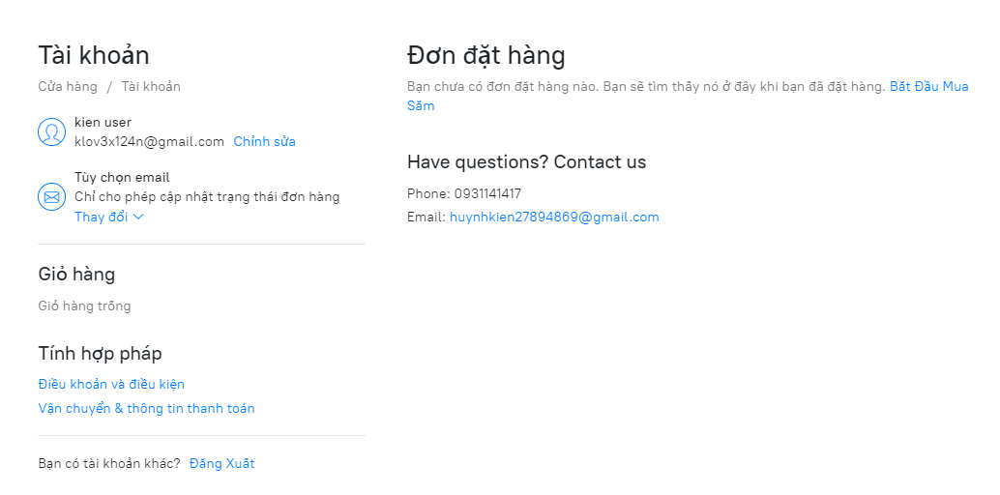 Tài khoản
Cửa hàng / Tài khoản
kien user
klov3x124n@gmail.com Chỉnh sửa
Tùy chọn email
Chỉ cho phép cập nhật trạng thái đơn hàng
Thay đổi
Giỏ hàng
Giỏ hàng trống
Tính hợp pháp
Điều khoản và điều kiện
Vận chuyển & thông tin thanh toán
Bạn có tài khoản khác? Đăng Xuất
Đơn đặt hàng
Bạn chưa có đơn đặt hàng nào. Bạn sẽ tìm thấy nó ở đây khi bạn đã đặt hàng. Bắt Đầu Mua
Sắm
Have questions? Contact us
Phone: 0931141417
Email: huynhkien27894869@gmail.com